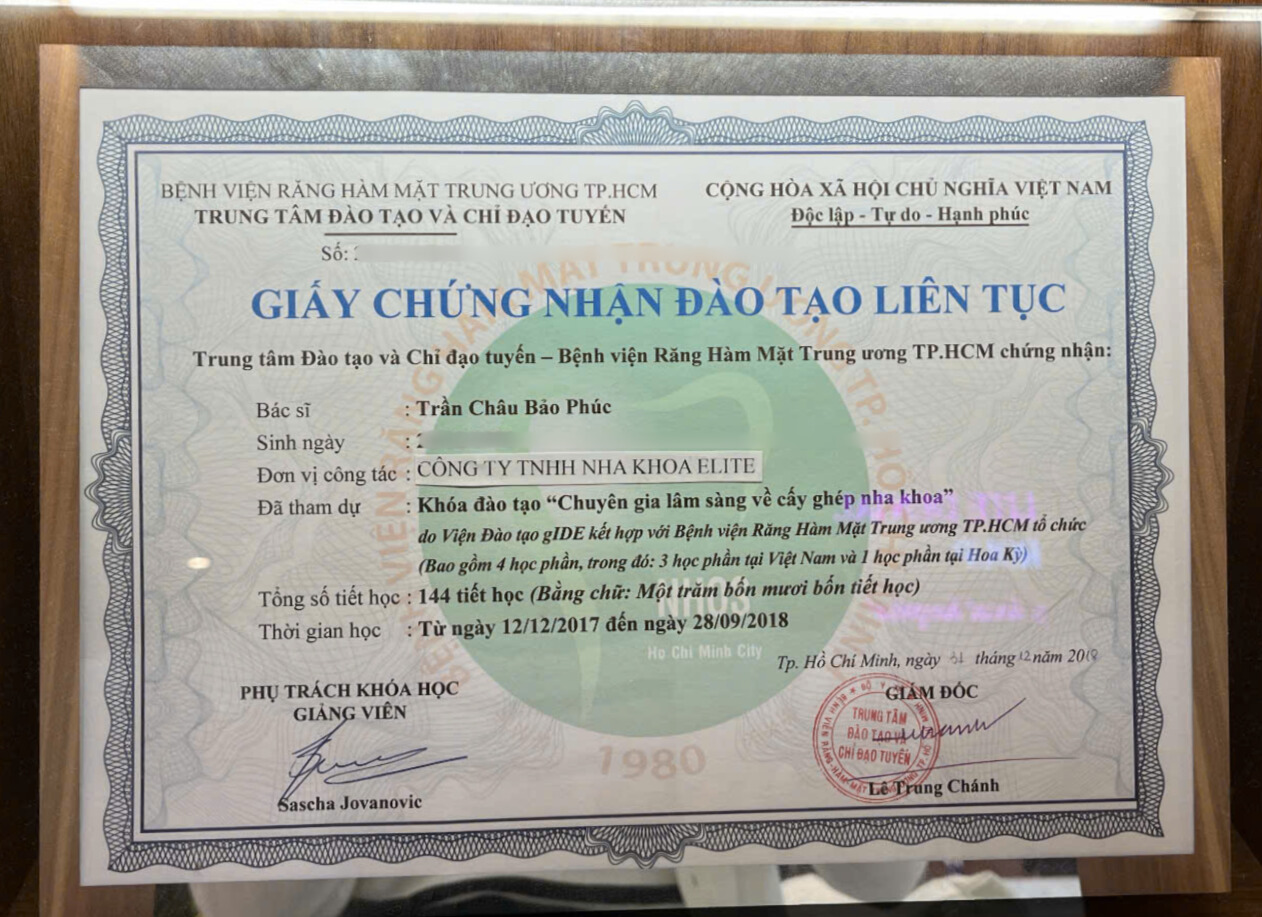 BỆNH VIỆN RĂNG HÀM MẶT TRUNG ƯƠNG TP.HCM
TRUNG TÂM ĐÀO TẠO VÀ CHỈ ĐẠO TUYẾN
Số:
CỘNG HÒA XÃ HỘI CHỦ NGHĨA VIỆT NAM
Độc lập - Tự do - Hạnh phúc
GIẤY CHỨNG NHẬN ĐÀO TẠO LIÊN TỤC
Trung tâm Đào tạo và Chỉ đạo tuyến – Bệnh viện Răng Hàm Mặt Trung ương TP.HCM chứng nhận:
Bác sĩ : Trần Châu Bảo Phúc
Sinh ngày :
Đơn vị công tác : CÔNG TY TNHH NHA KHOA ELITE
Đã tham dự : Khóa đào tạo “Chuyên gia lâm sàng về cấy ghép nha khoa”
do Viện Đào tạo gIDE kết hợp với Bệnh viện Răng Hàm Mặt Trung ương TP.HCM tổ chức
(Bao gồm 4 học phần, trong đó: 3 học phần tại Việt Nam và 1 học phần tại Hoa Kỳ)
Tổng số tiết học : 144 tiết học (Bằng chữ: Một trăm bốn mươi bốn tiết học)
Thời gian học : Từ ngày 12/12/2017 đến ngày 28/09/2018
NHOS
Ho Chi Minh City
1980
Tp. Hồ Chí Minh, ngày tháng 12 năm 2018
PHỤ TRÁCH KHÓA HỌC
GIẢNG VIÊN
Sascha Jovanovic
GIÁM ĐỐC
TRUNG TÂM
ĐÀO TẠO VÀ
CHỈ ĐẠO TUYẾN
Lê Trung Chánh